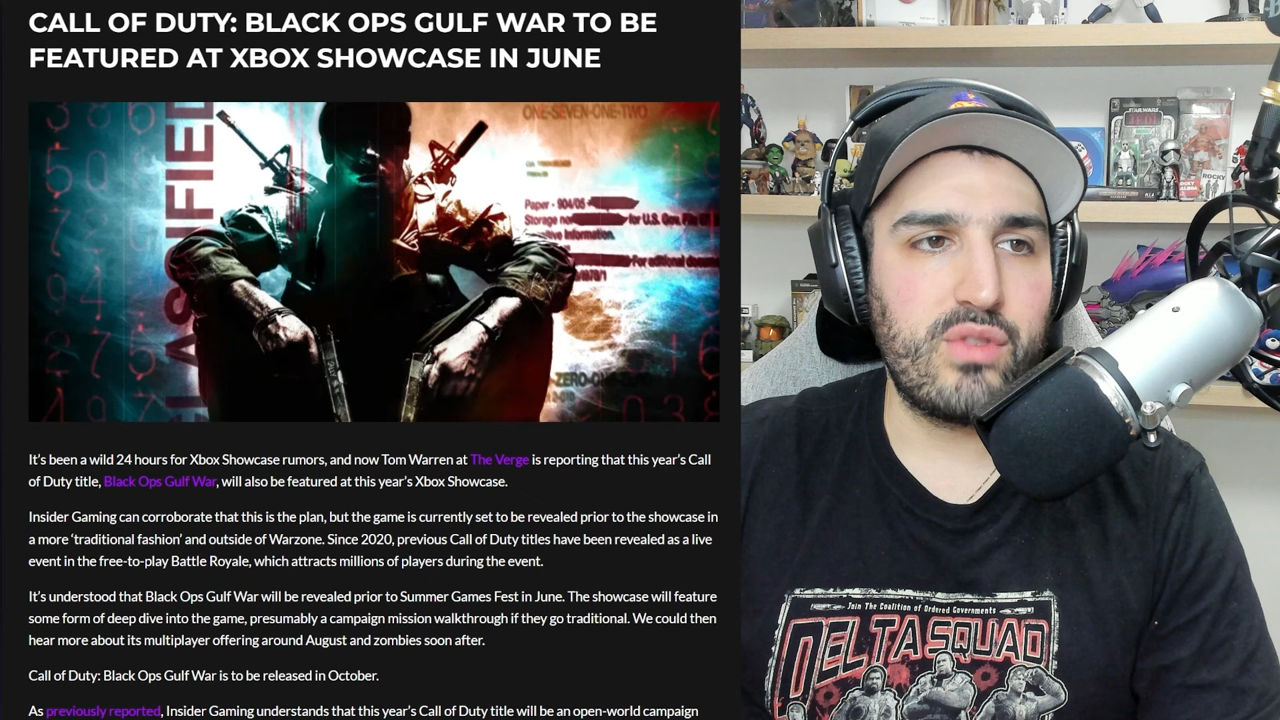 CALL OF DUTY: BLACK OPS GULF WAR TO BE
FEATURED AT XBOX SHOWCASE IN JUNE
ONE-SEVEN-ONE-TWO
Paper - 904/05
for U.S. Gov.
Information.
ZERO
It's been a wild 24 hours for Xbox Showcase rumors, and now Tom Warren at The Verge is reporting that this year's Call
of Duty title, Black Ops Gulf War, will also be featured at this year's Xbox Showcase.
Insider Gaming can corroborate that this is the plan, but the game is currently set to be revealed prior to the showcase in
a more 'traditional fashion' and outside of Warzone. Since 2020, previous Call of Duty titles have been revealed as a live
event in the free-to-play Battle Royale, which attracts millions of players during the event.
It's understood that Black Ops Gulf War will be revealed prior to Summer Games Fest in June. The showcase will feature
some form of deep dive into the game, presumably a campaign mission walkthrough if they go traditional. We could then
hear more about its multiplayer offering around August and zombies soon after.
Call of Duty: Black Ops Gulf War is to be released in October.
As previously reported, Insider Gaming understands that this year's Call of Duty title will be an open-world campaign
STAR WARS
ROCKY
Join The Coalition of Ordered Governments
DELTA SQUAD